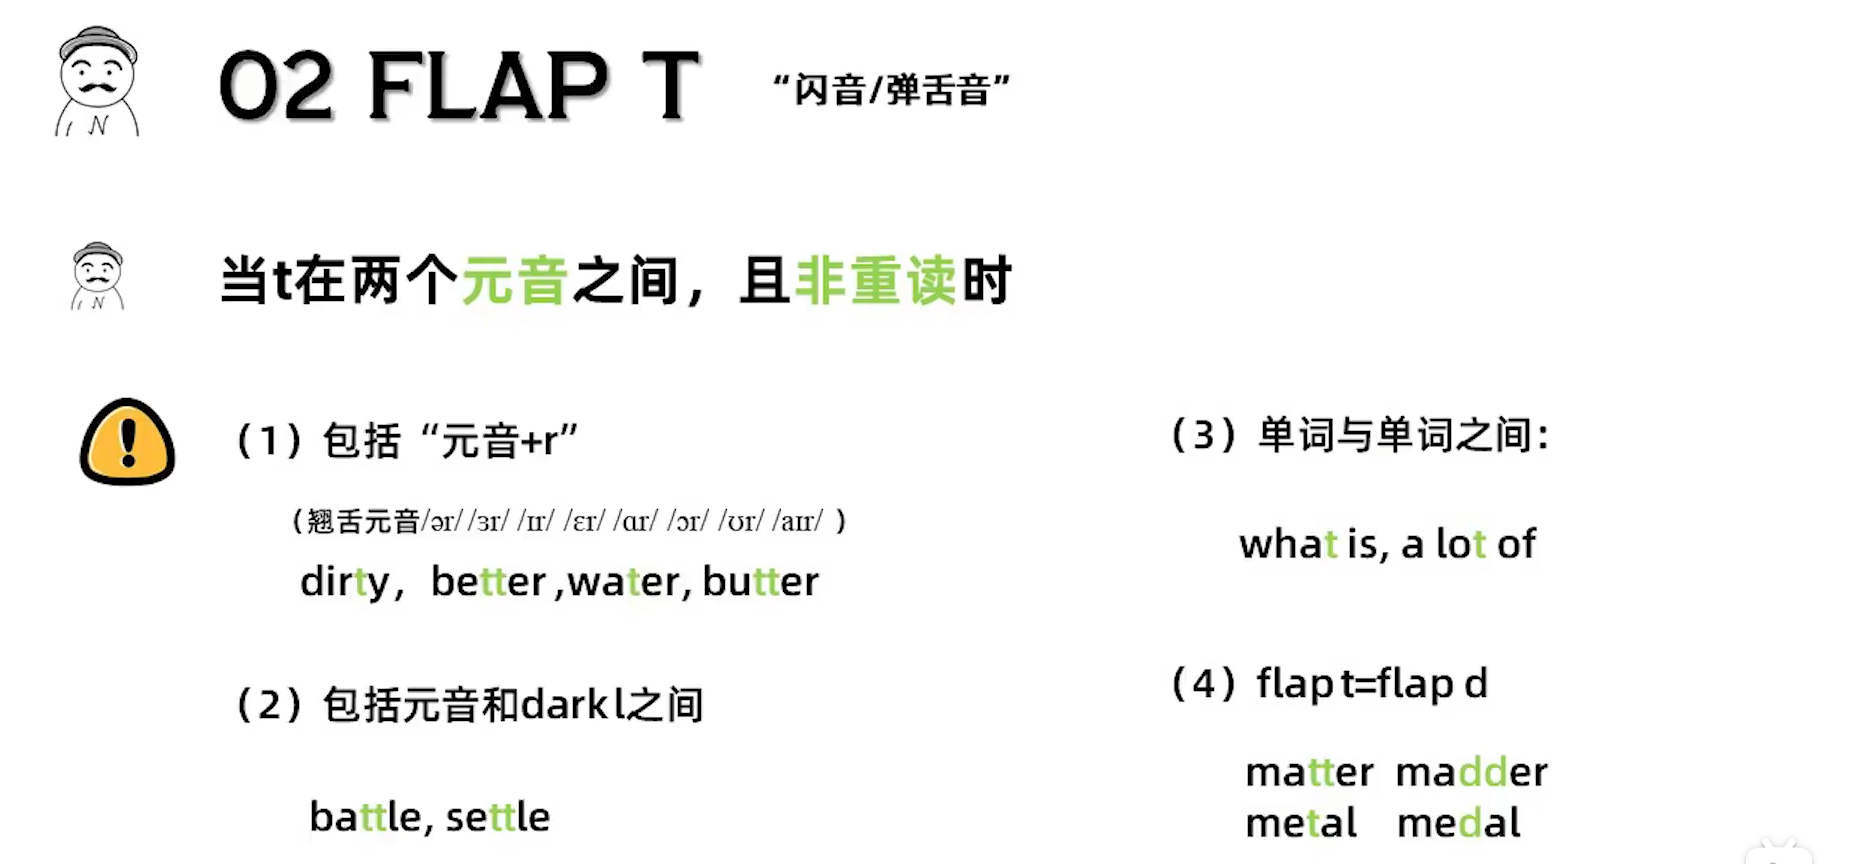 02 FLAP T “闪音/弹舌音”
当t在两个元音之间，且非重读时
（1）包括“元音+r”
（翘舌元音/ər/ /ɜr/ /ɪr/ /ɛr/ /ɑr/ /ɔr/ /ʊr/ /aɪr/ ）
dirty，better ,water, butter
（2）包括元音和dark l之间
battle, settle
（3）单词与单词之间：
what is, a lot of
（4）flap t=flap d
matter madder
metal medal
N
N